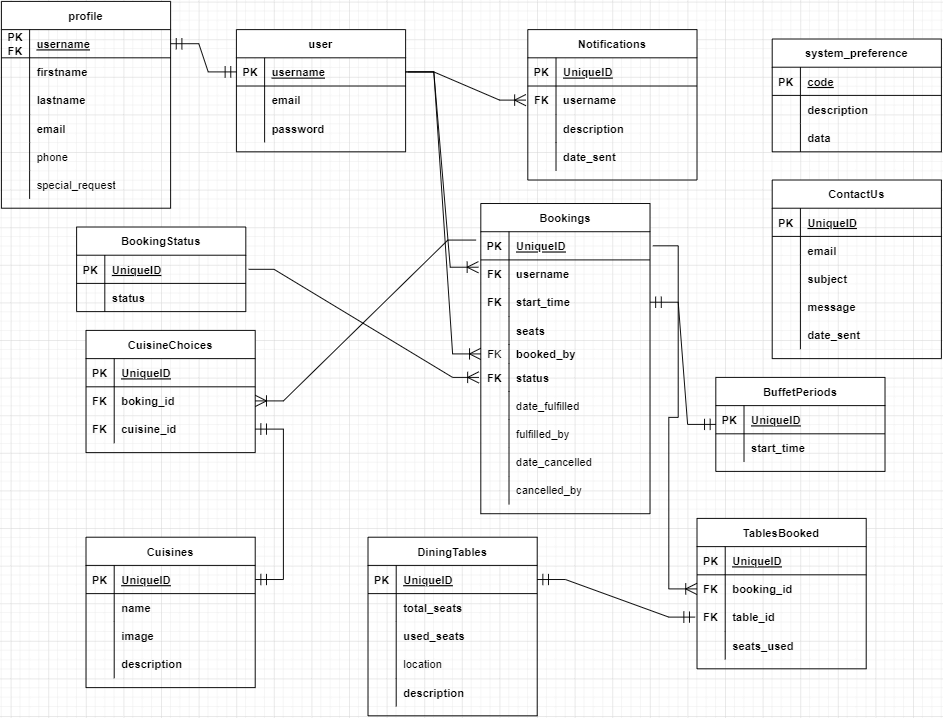 profile
PK FK username
firstname
lastname
email
phone
special_request
user
PK username
email
password
Notifications
PK UniqueID
FK username
description
date_sent
system_preference
PK code
description
data
ContactUs
PK UniqueID
email
subject
message
date_sent
BookingStatus
PK UniqueID
status
Bookings
PK UniqueID
FK username
FK start_time
seats
FK booked_by
FK status
date_fulfilled
fulfilled_by
date_cancelled
cancelled_by
CuisineChoices
PK UniqueID
FK boking_id
FK cuisine_id
BuffetPeriods
PK UniqueID
start_time
Cuisines
PK UniqueID
name
image
description
DiningTables
PK UniqueID
total_seats
used_seats
location
description
TablesBooked
PK UniqueID
FK booking_id
FK table_id
seats_used